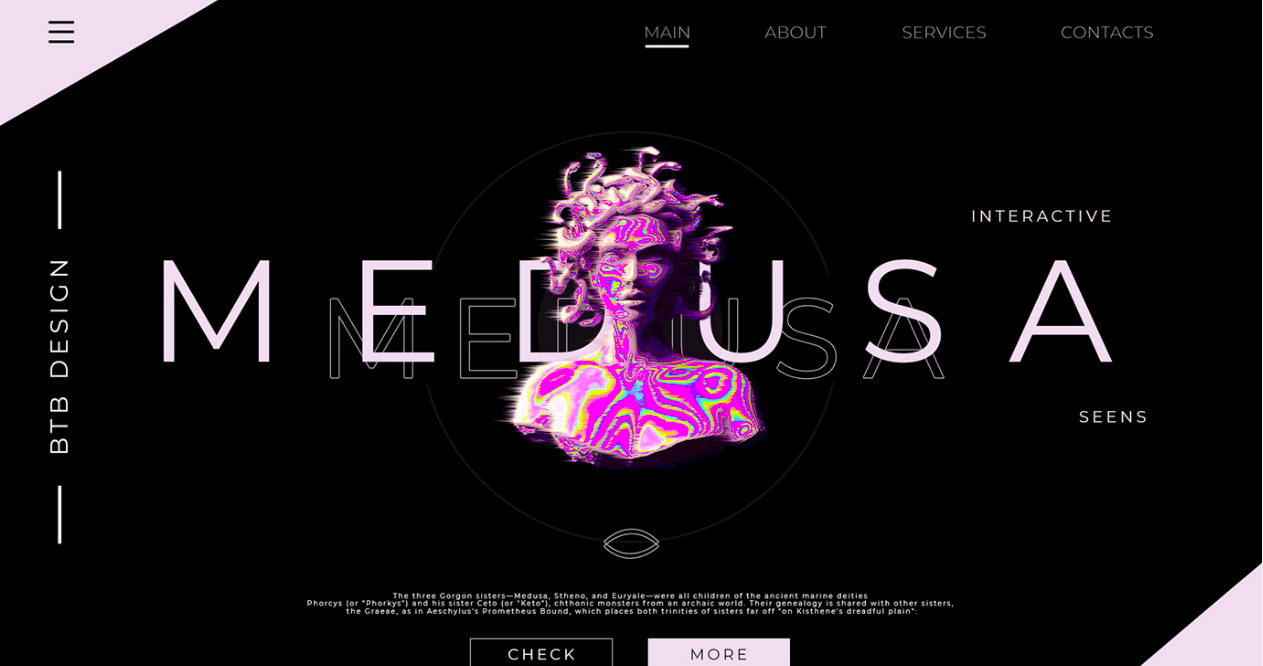 MAIN ABOUT SERVICES CONTACTS
INTERACTIVE
BTB DESIGN
MEDUSA
MEDUSA
SEENS
The three Gorgon sisters—Medusa, Stheno, and Euryale—were all children of the ancient marine deities
Phorcys (or "Phorkys") and his sister Ceto (or "Keto"), chthonic monsters from an archaic world. Their genealogy is shared with other sisters,
the Graeae, as in Aeschylus's Prometheus Bound, which places both trinities of sisters far off "on Kisthene's dreadful plain":
CHECK MORE